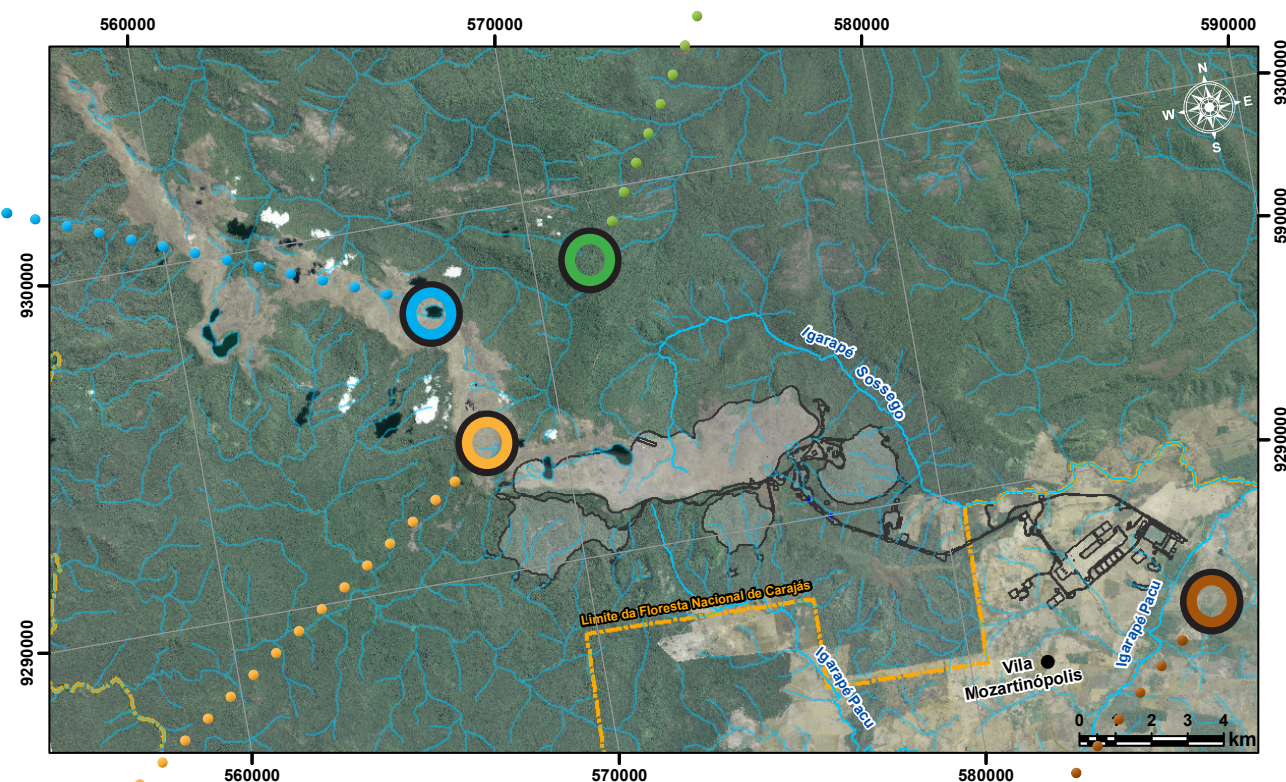 560000
570000
580000
590000
9300000
N
W
E
S
590000
9300000
Igarapé
Sossego
9290000
Limite da Floresta Nacional de Carajás
Igarapé Pacu
9290000
Igarapé Pacu
Vila
Mozartinópolis
0 1 2 3 4
km
560000
570000
580000